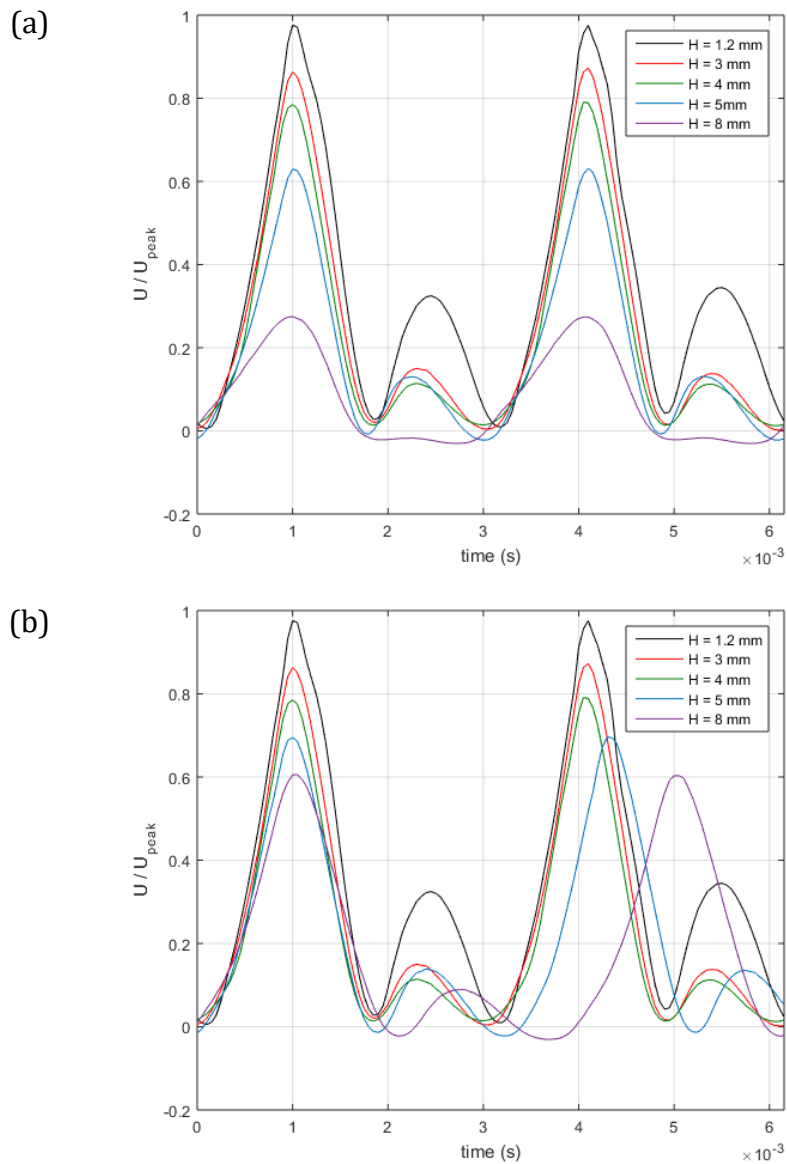 (a)
1
0.8
0.6
0.4
0.2
0
-0.2
U / U_peak
H = 1.2 mm
H = 3 mm
H = 4 mm
H = 5mm
H = 8 mm
0 1 2 3 4 5 6
time (s)
×10^-3
(b)
1
0.8
0.6
0.4
0.2
0
-0.2
U / U_peak
H = 1.2 mm
H = 3 mm
H = 4 mm
H = 5 mm
H = 8 mm
0 1 2 3 4 5 6
time (s)
×10^-3